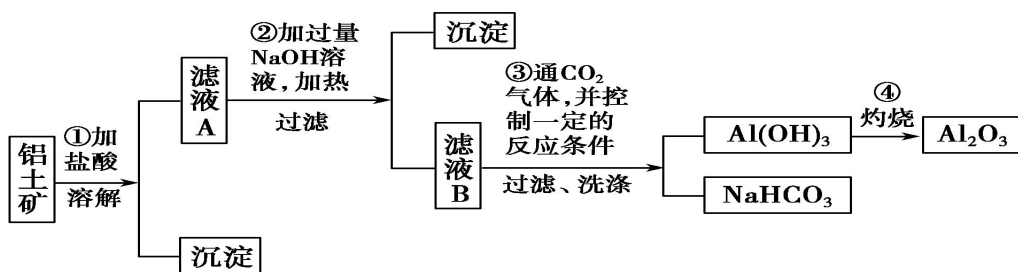 铝土矿
①加盐酸
溶解
滤液A
沉淀
②加过量
NaOH溶
液,加热
过滤
沉淀
滤液B
③通CO₂
气体,并控
制一定的
反应条件
过滤、洗涤
Al(OH)₃
NaHCO₃
④
灼烧
Al₂O₃